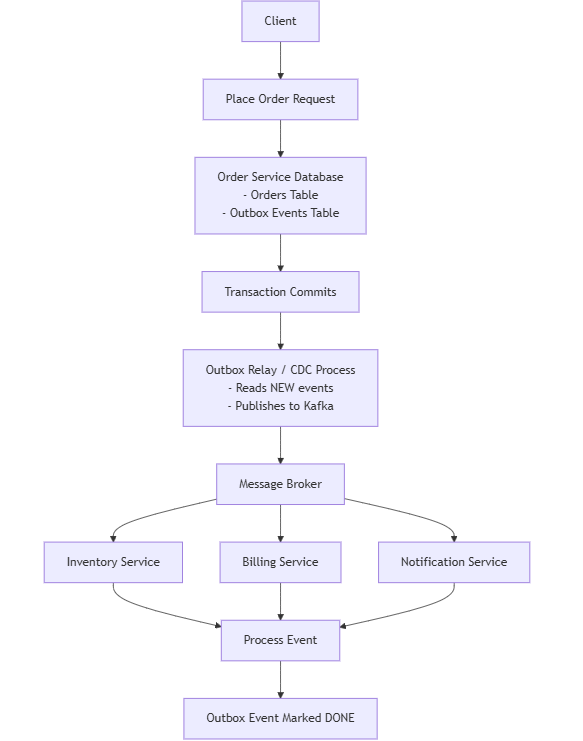 Client
Place Order Request
Order Service Database
- Orders Table
- Outbox Events Table
Transaction Commits
Outbox Relay / CDC Process
- Reads NEW events
- Publishes to Kafka
Message Broker
Inventory Service
Billing Service
Notification Service
Process Event
Outbox Event Marked DONE